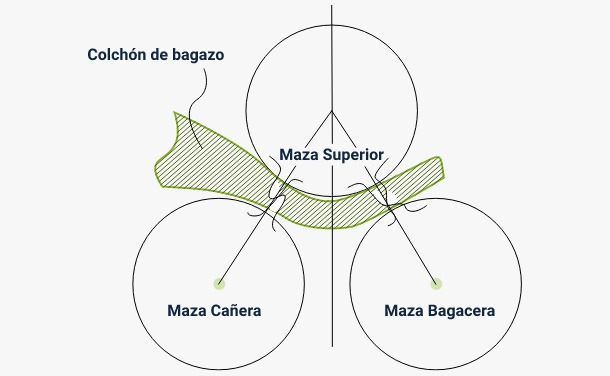 Colchón de bagazo
Maza Superior
Maza Cañera
Maza Bagacera